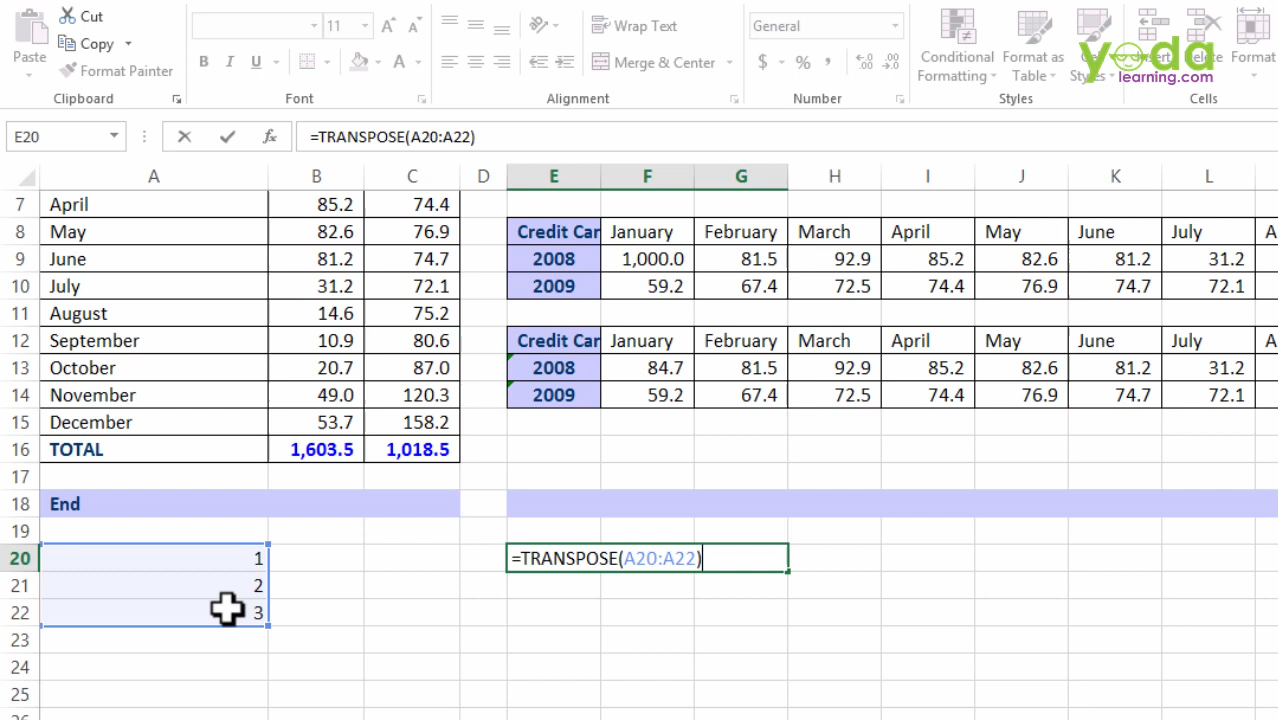 Cut
Copy
Format Painter
Paste
Clipboard
11
A A
B I U A
Font
Wrap Text
Merge & Center
Alignment
General
$ % , .00
Number
Conditional Formatting
Format as Table
Cell Styles
Styles
Insert Delete Format
Cells
yoda
learning.com
E20 fx =TRANSPOSE(A20:A22)
A B C D E F G H I J K L
7 April 85.2 74.4
8 May 82.6 76.9 Credit Car January February March April May June July A
9 June 81.2 74.7 2008 1,000.0 81.5 92.9 85.2 82.6 81.2 31.2
10 July 31.2 72.1 2009 59.2 67.4 72.5 74.4 76.9 74.7 72.1
11 August 14.6 75.2
12 September 10.9 80.6 Credit Car January February March April May June July A
13 October 20.7 87.0 2008 84.7 81.5 92.9 85.2 82.6 81.2 31.2
14 November 49.0 120.3 2009 59.2 67.4 72.5 74.4 76.9 74.7 72.1
15 December 53.7 158.2
16 TOTAL 1,603.5 1,018.5
17
18 End
19
20 1 =TRANSPOSE(A20:A22)
21 2
22 3
23
24
25
26